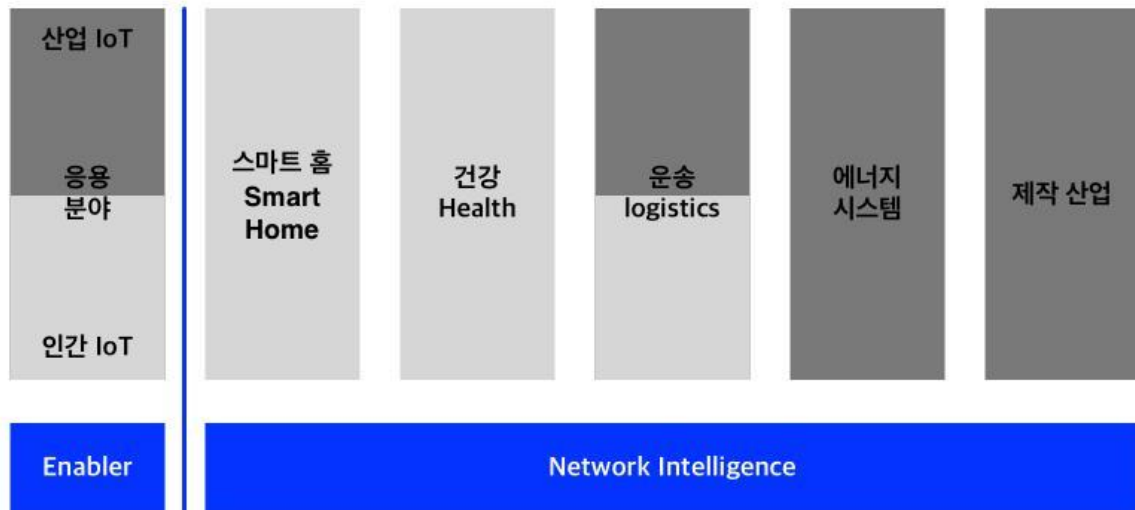 산업 IoT
응용
분야
인간 IoT
스마트 홈
Smart
Home
건강
Health
운송
logistics
에너지
시스템
제작 산업
Enabler
Network Intelligence